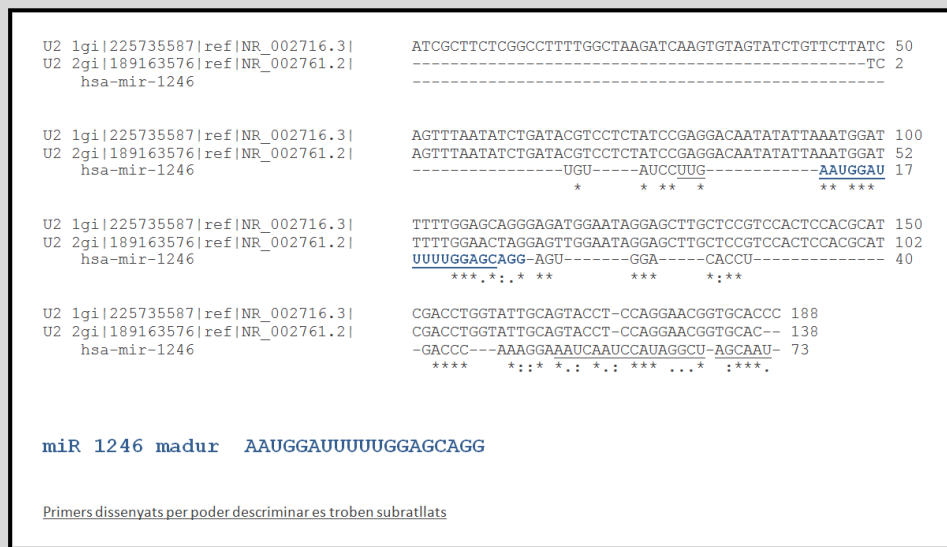 U2 1gi|225735587|ref|NR_002716.3| ATCGCTTCTCGGCCTTTTGGCTAAGATCAAGTGTAGTATCTGTTCTTATC 50
U2 2gi|189163576|ref|NR_002761.2| ------------------------------------------------TC 2
hsa-mir-1246 --------------------------------------------------
U2 1gi|225735587|ref|NR_002716.3| AGTTTAATATCTGATACGTCCTCTATCCGAGGACAATATATTAAATGGAT 100
U2 2gi|189163576|ref|NR_002761.2| AGTTTAATATCTGATACGTCCTCTATCCGAGGACAATATATTAAATGGAT 52
hsa-mir-1246 ----------------UGU-----AUCCUUG------------AAUGGAU 17
* * ** * ** ***
U2 1gi|225735587|ref|NR_002716.3| TTTTGGAGCAGGGAGATGGAATAGGAGCTTGCTCCGTCCACTCCACGCAT 150
U2 2gi|189163576|ref|NR_002761.2| TTTTGGAACTAGGAGTTGGAATAGGAGCTTGCTCCGTCCACTCCACGCAT 102
hsa-mir-1246 UUUUGGAGCAGG-AGU-------GGA-----CACCU-------------- 40
***.*:.* ** *** *:**
U2 1gi|225735587|ref|NR_002716.3| CGACCTGGTATTGCAGTACCT-CCAGGAACGGTGCACCC 188
U2 2gi|189163576|ref|NR_002761.2| CGACCTGGTATTGCAGTACCT-CCAGGAACGGTGCAC-- 138
hsa-mir-1246 -GACCC---AAAGGAAAUCAAUCCAUAGGCU-AGCAAU- 73
**** *::* *.: *.: *** ...* :***.
miR 1246 madur AAUGGAUUUUUGGAGCAGG
Primers dissenyats per poder descriminar es troben subratllats